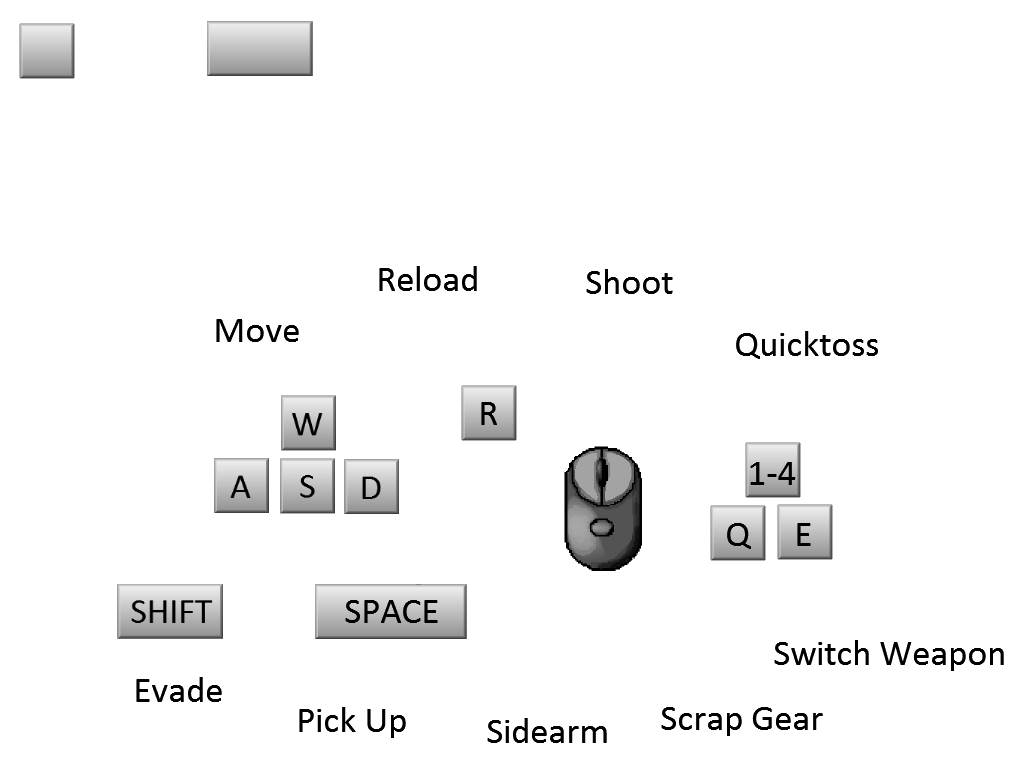 Reload
Shoot
Move
Quicktoss
W
R
A S D
1-4
Q E
SHIFT
SPACE
Switch Weapon
Evade
Pick Up
Sidearm
Scrap Gear